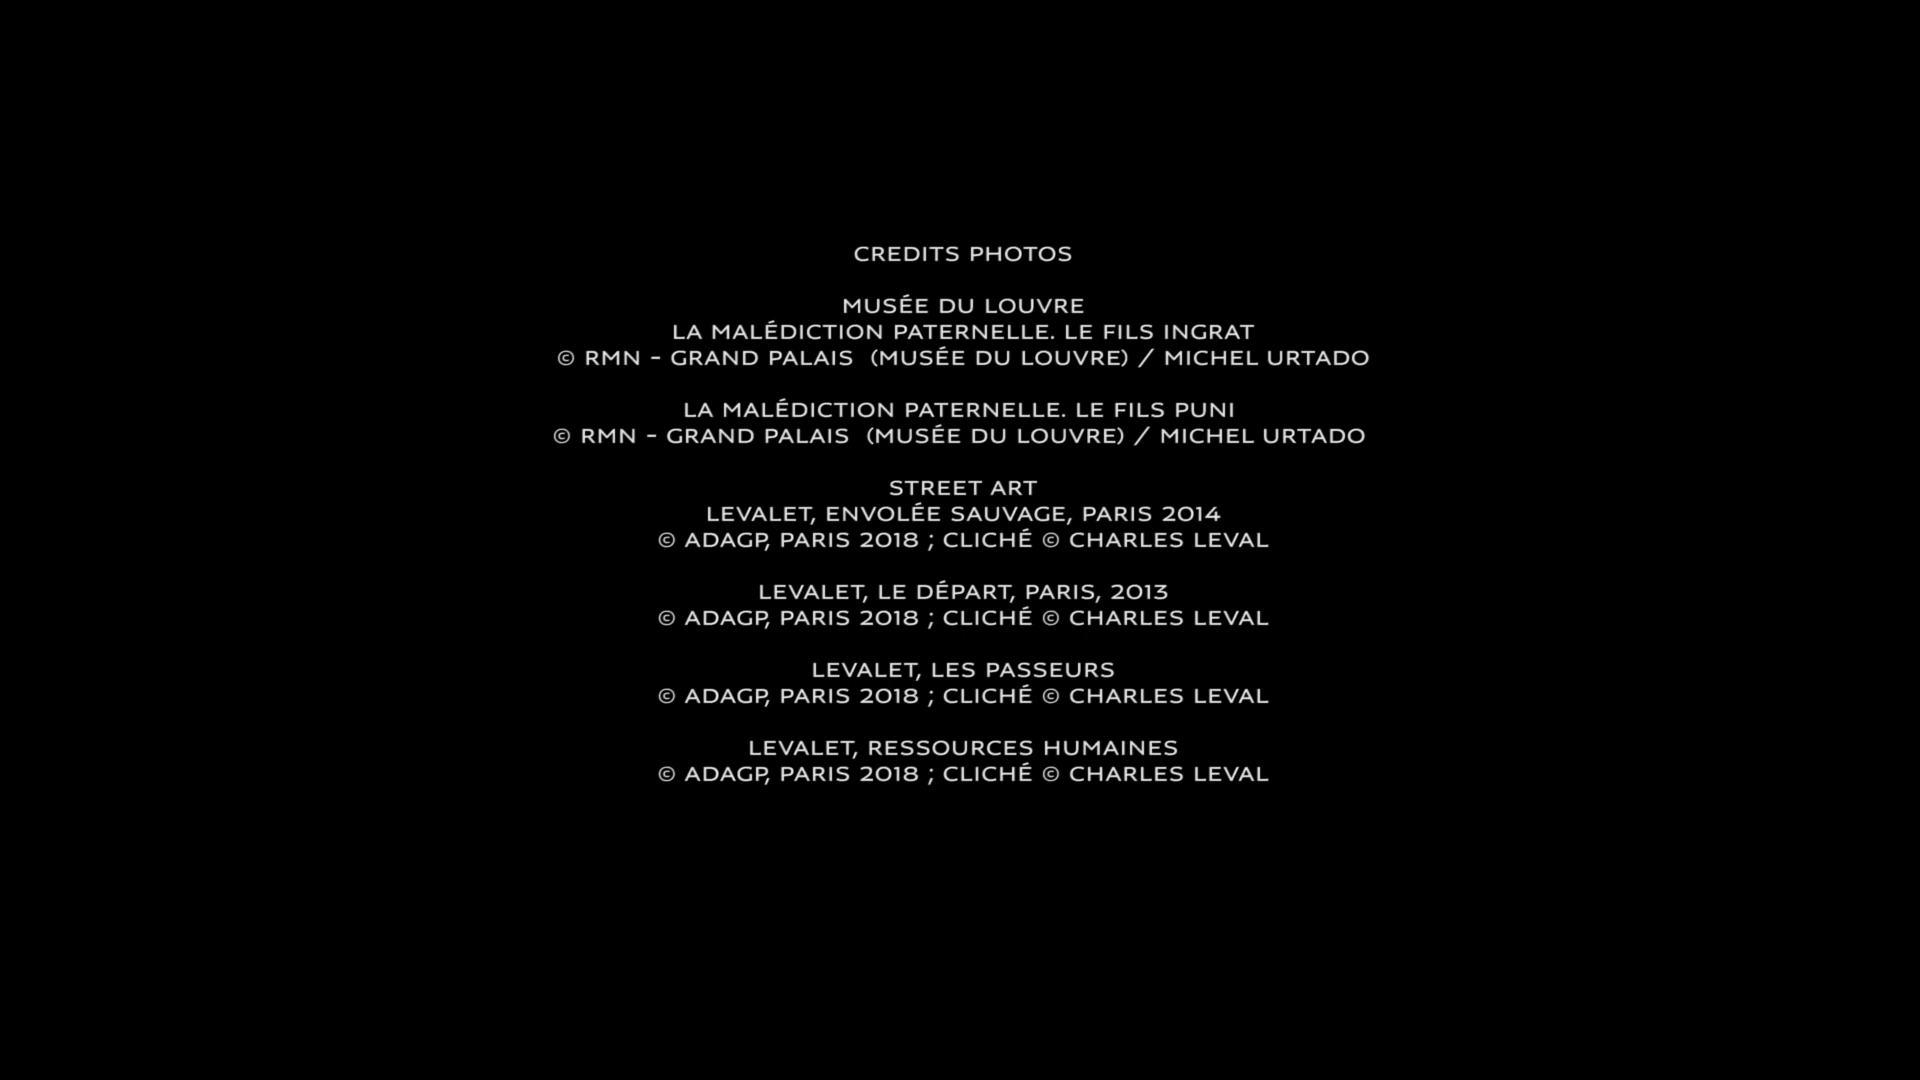 CREDITS PHOTOS
MUSÉE DU LOUVRE
LA MALÉDICTION PATERNELLE. LE FILS INGRAT
© RMN - GRAND PALAIS (MUSÉE DU LOUVRE) / MICHEL URTADO
LA MALÉDICTION PATERNELLE. LE FILS PUNI
© RMN - GRAND PALAIS (MUSÉE DU LOUVRE) / MICHEL URTADO
STREET ART
LEVALET, ENVOLÉE SAUVAGE, PARIS 2014
© ADAGP, PARIS 2018 ; CLICHÉ © CHARLES LEVAL
LEVALET, LE DÉPART, PARIS, 2013
© ADAGP, PARIS 2018 ; CLICHÉ © CHARLES LEVAL
LEVALET, LES PASSEURS
© ADAGP, PARIS 2018 ; CLICHÉ © CHARLES LEVAL
LEVALET, RESSOURCES HUMAINES
© ADAGP, PARIS 2018 ; CLICHÉ © CHARLES LEVAL